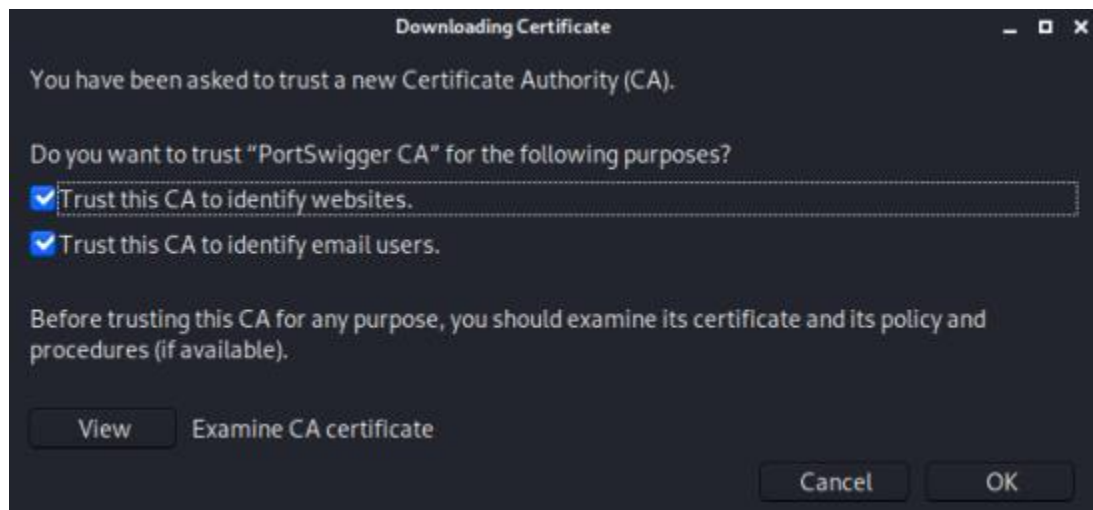 Downloading Certificate
You have been asked to trust a new Certificate Authority (CA).
Do you want to trust “PortSwigger CA” for the following purposes?
Trust this CA to identify websites.
Trust this CA to identify email users.
Before trusting this CA for any purpose, you should examine its certificate and its policy and
procedures (if available).
View Examine CA certificate
Cancel OK